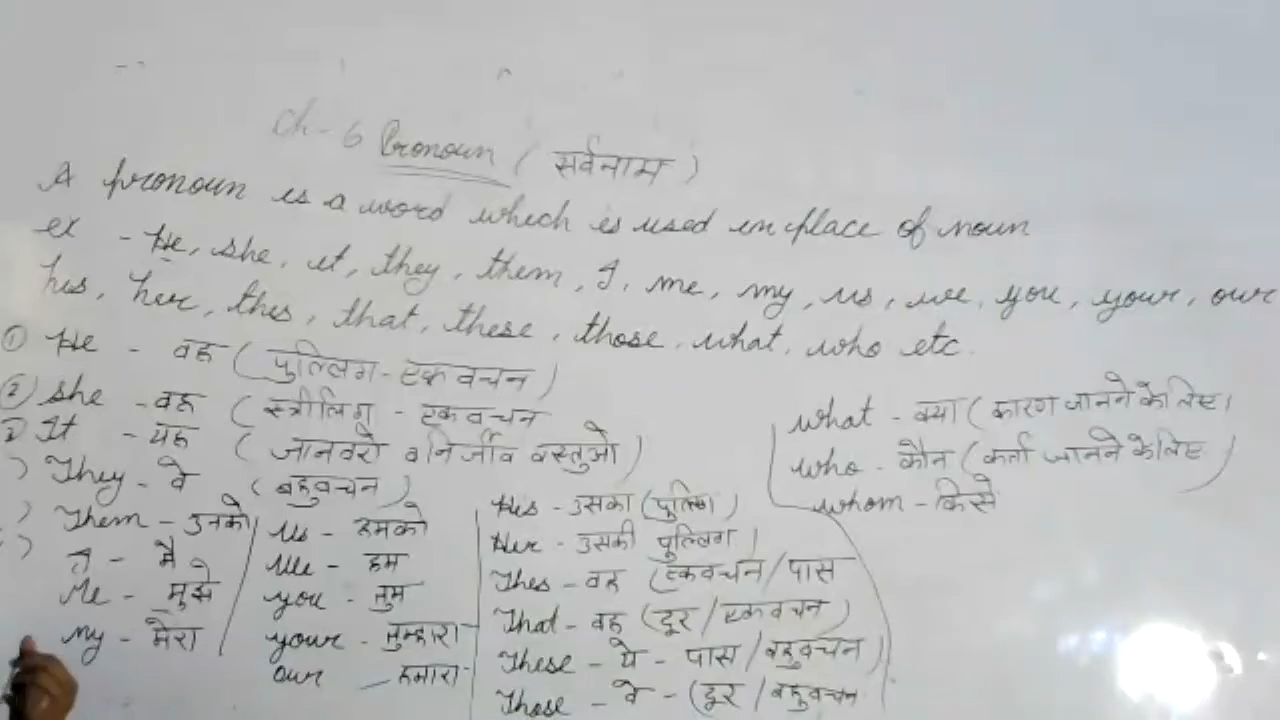 Ch-6 Pronoun (सर्वनाम)
A pronoun is a word which is used in place of noun
ex - He, she, it, they, them, I, me, my, us, we, you, your, our
his, her, this, that, these, those, what, who etc.
① He - वह (पुल्लिग-एकवचन)
② she - वह (स्त्रीलिग - एकवचन
It - यह (जानवरो व निर्जीव वस्तुओ)
They - वे (बहुवचन)
Them - उनको
I - मै
Me - मुझे
my - मेरा
us - हमको
we - हम
you - तुम
your - तुम्हारा
our - हमारा
His - उसका (पुल्लिग)
Her - उसकी पुल्लिग)
This - वह (एकवचन/पास
That - वह (दूर/एकवचन)
These - ये - पास/बहुवचन)
Those - वे - (दूर/बहुवचन
what - क्या (कारण जानने के लिए)
who - कौन (कर्ता जानने के लिए)
whom - किसे